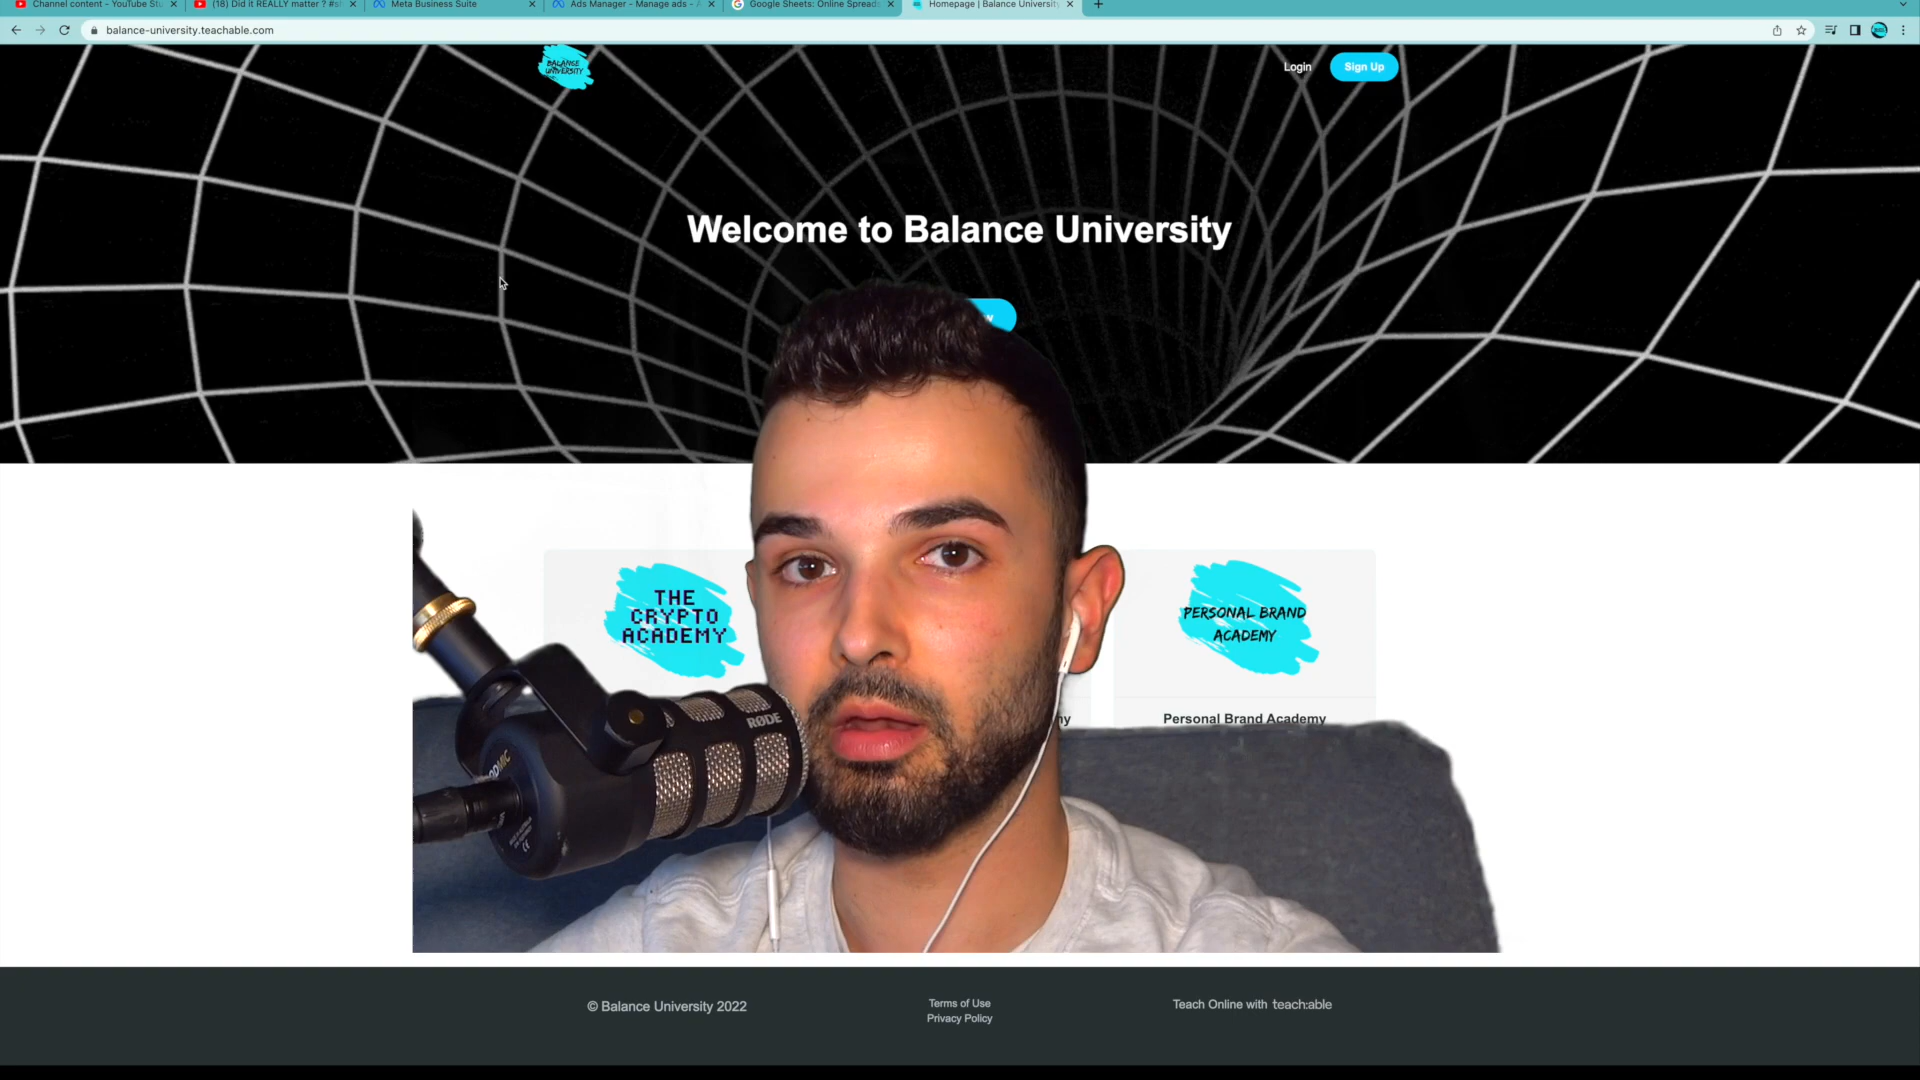 Channel content - YouTube Stu
(18) Did it REALLY matter ? #sh
Meta Business Suite
Ads Manager - Manage ads - A
Google Sheets: Online Spreads
Homepage | Balance University
balance-university.teachable.com
BALANCE
UNIVERSITY
Login
Sign Up
Welcome to Balance University
THE
CRYPTO
ACADEMY
PERSONAL BRAND
ACADEMY
RØDE
my
Personal Brand Academy
© Balance University 2022
Terms of Use
Privacy Policy
Teach Online with teach:able